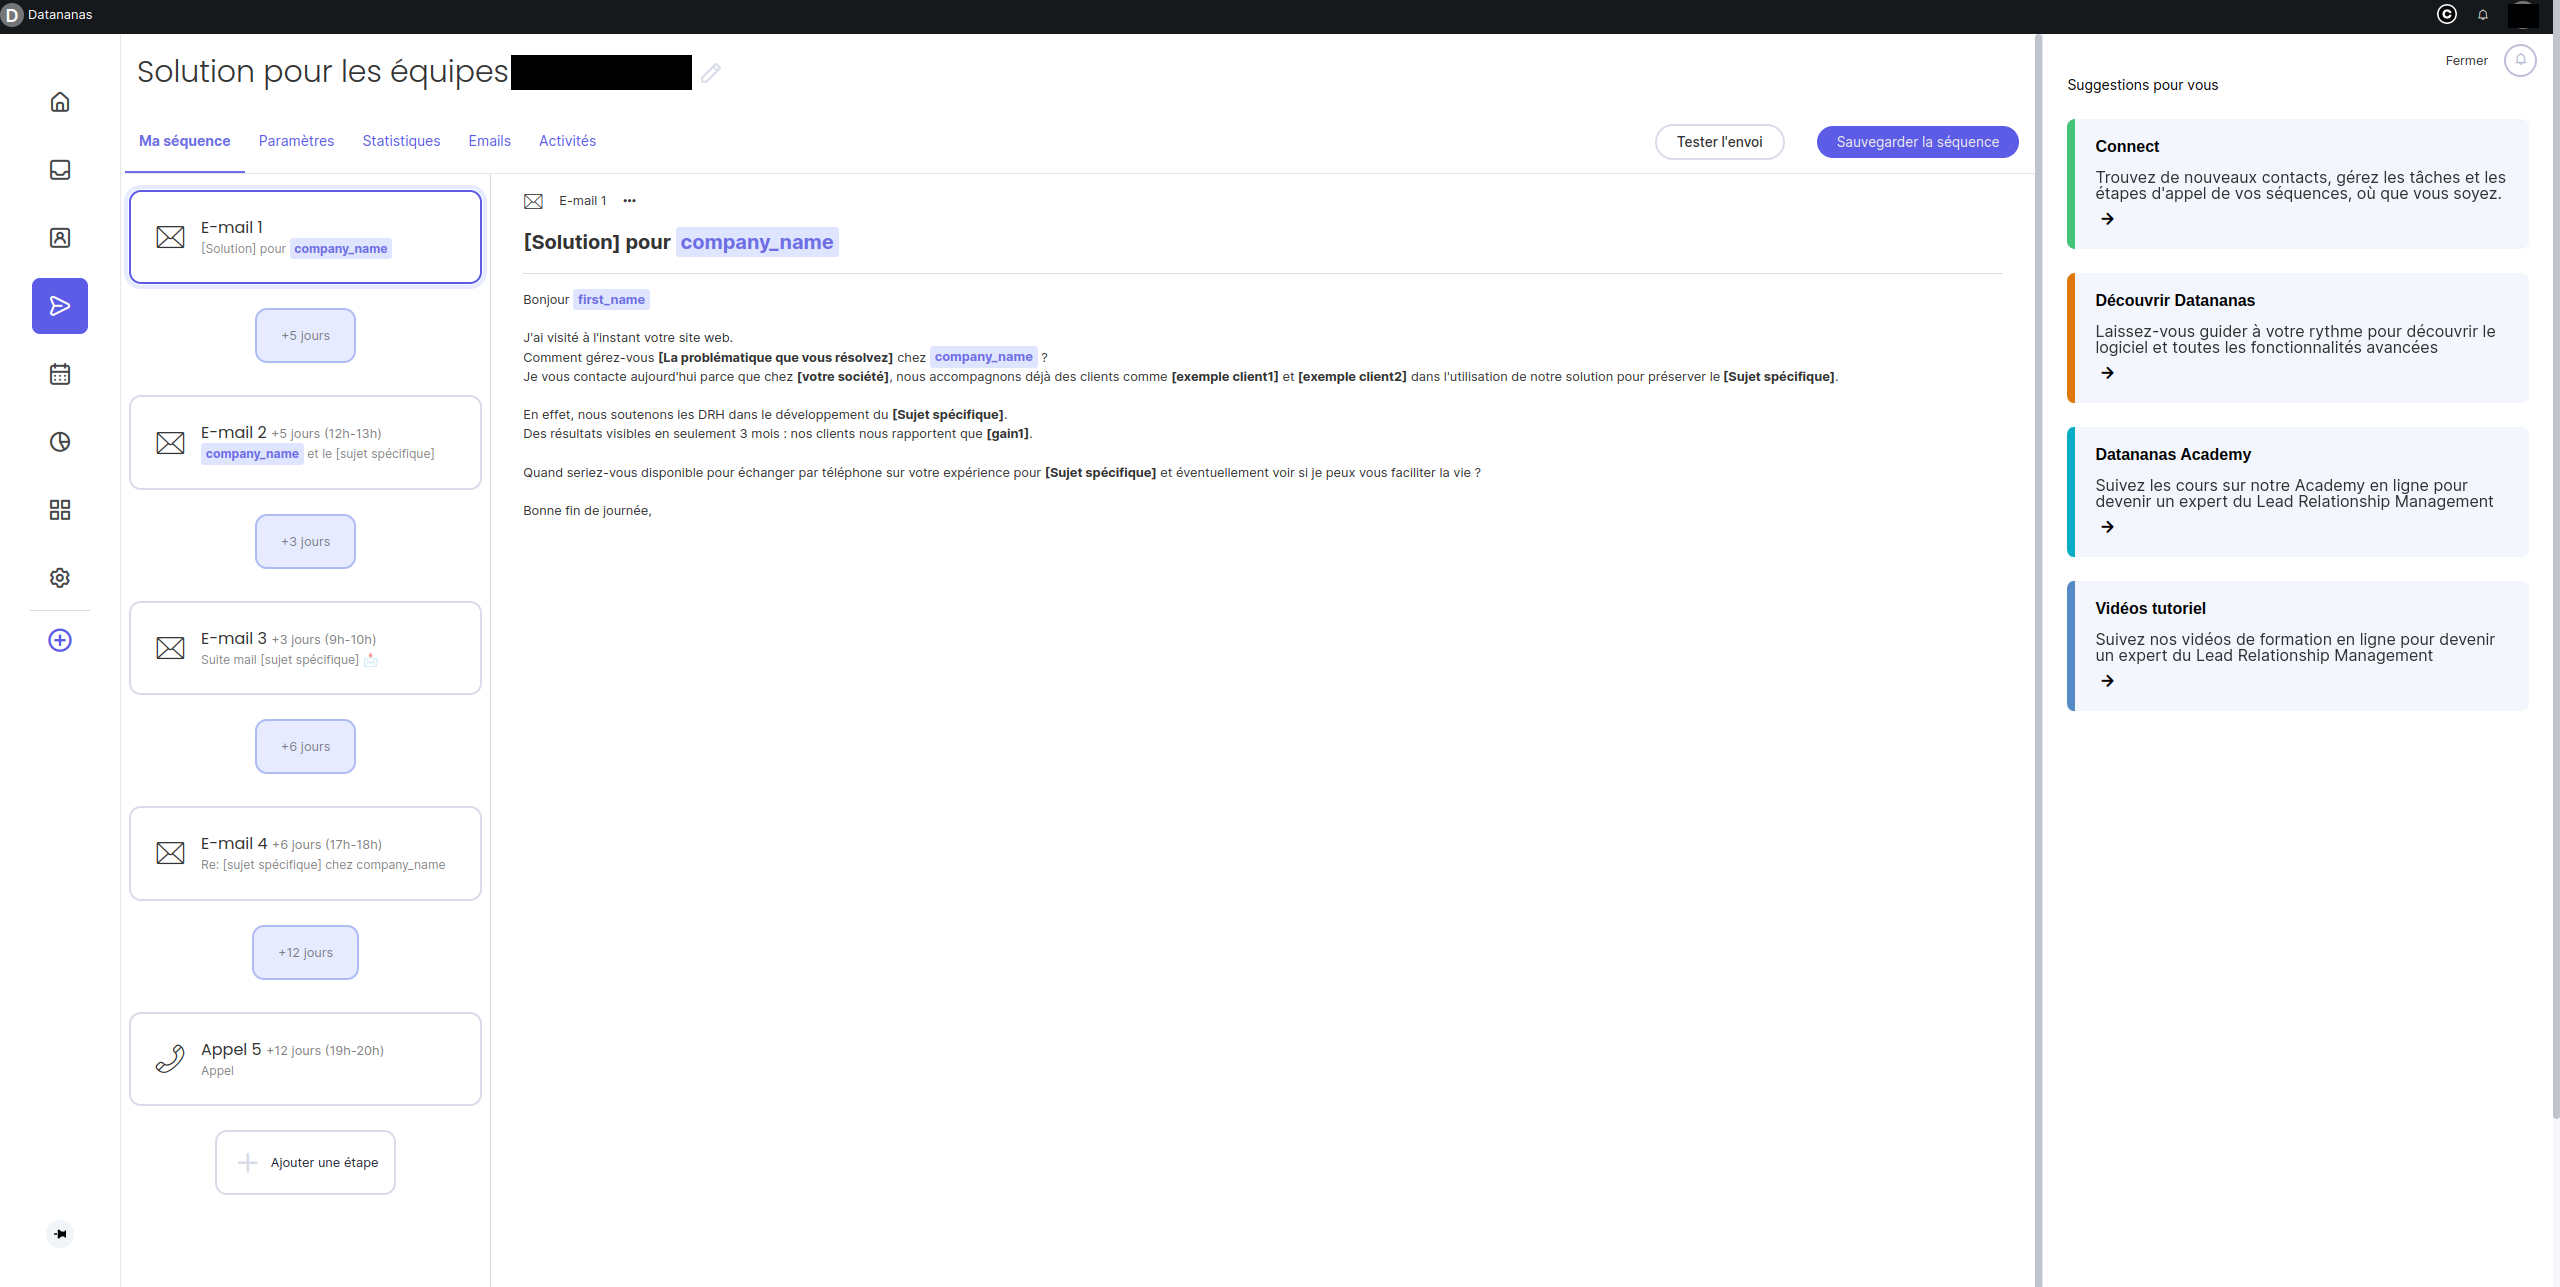 D Datananas
Solution pour les équipes
Fermer
Suggestions pour vous
Ma séquence
Paramètres
Statistiques
Emails
Activités
Tester l'envoi
Sauvegarder la séquence
E-mail 1
[Solution] pour company_name
+5 jours
E-mail 2 +5 jours (12h-13h)
company_name et le [sujet spécifique]
+3 jours
E-mail 3 +3 jours (9h-10h)
Suite mail [sujet spécifique] 📩
+6 jours
E-mail 4 +6 jours (17h-18h)
Re: [sujet spécifique] chez company_name
+12 jours
Appel 5 +12 jours (19h-20h)
Appel
Ajouter une étape
E-mail 1 •••
[Solution] pour company_name
Bonjour first_name
J'ai visité à l'instant votre site web.
Comment gérez-vous [La problématique que vous résolvez] chez company_name ?
Je vous contacte aujourd'hui parce que chez [votre société], nous accompagnons déjà des clients comme [exemple client1] et [exemple client2] dans l'utilisation de notre solution pour préserver le [Sujet spécifique].
En effet, nous soutenons les DRH dans le développement du [Sujet spécifique].
Des résultats visibles en seulement 3 mois : nos clients nous rapportent que [gain1].
Quand seriez-vous disponible pour échanger par téléphone sur votre expérience pour [Sujet spécifique] et éventuellement voir si je peux vous faciliter la vie ?
Bonne fin de journée,
Connect
Trouvez de nouveaux contacts, gérez les tâches et les
étapes d'appel de vos séquences, où que vous soyez.
Découvrir Datananas
Laissez-vous guider à votre rythme pour découvrir le
logiciel et toutes les fonctionnalités avancées
Datananas Academy
Suivez les cours sur notre Academy en ligne pour
devenir un expert du Lead Relationship Management
Vidéos tutoriel
Suivez nos vidéos de formation en ligne pour devenir
un expert du Lead Relationship Management